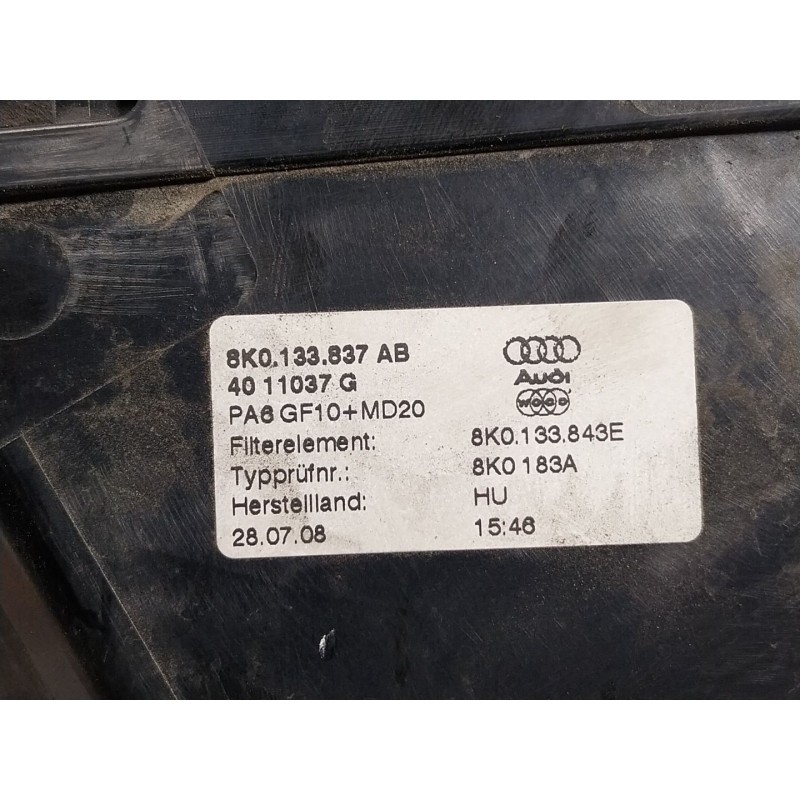 8K0.133.837 AB
40 11037 G
PA6 GF10+MD20
Audi
WOCO
Filterelement: 8K0.133.843E
Typprüfnr.: 8K0 183A
Herstellland: HU
28.07.08 15:46